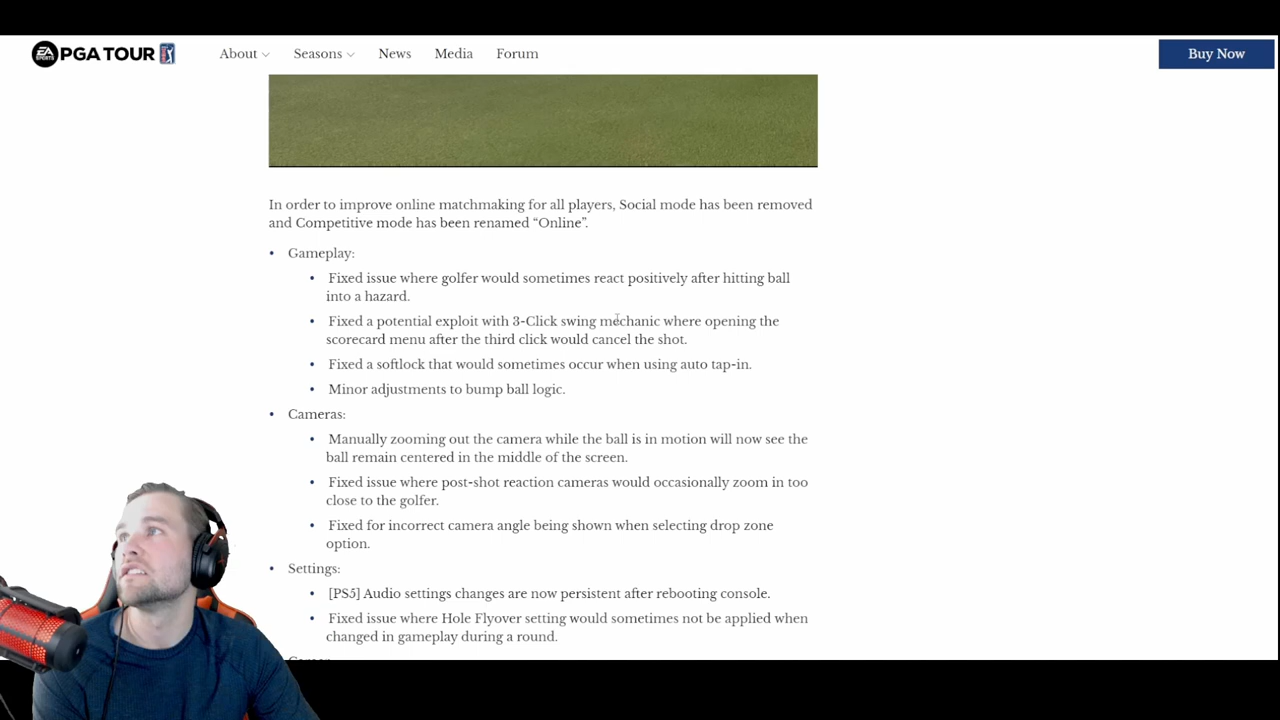 EA SPORTS PGA TOUR About Seasons News Media Forum Buy Now
In order to improve online matchmaking for all players, Social mode has been removed
and Competitive mode has been renamed “Online”.
• Gameplay:
• Fixed issue where golfer would sometimes react positively after hitting ball
into a hazard.
• Fixed a potential exploit with 3-Click swing mechanic where opening the
scorecard menu after the third click would cancel the shot.
• Fixed a softlock that would sometimes occur when using auto tap-in.
• Minor adjustments to bump ball logic.
• Cameras:
• Manually zooming out the camera while the ball is in motion will now see the
ball remain centered in the middle of the screen.
• Fixed issue where post-shot reaction cameras would occasionally zoom in too
close to the golfer.
• Fixed for incorrect camera angle being shown when selecting drop zone
option.
• Settings:
• [PS5] Audio settings changes are now persistent after rebooting console.
• Fixed issue where Hole Flyover setting would sometimes not be applied when
changed in gameplay during a round.